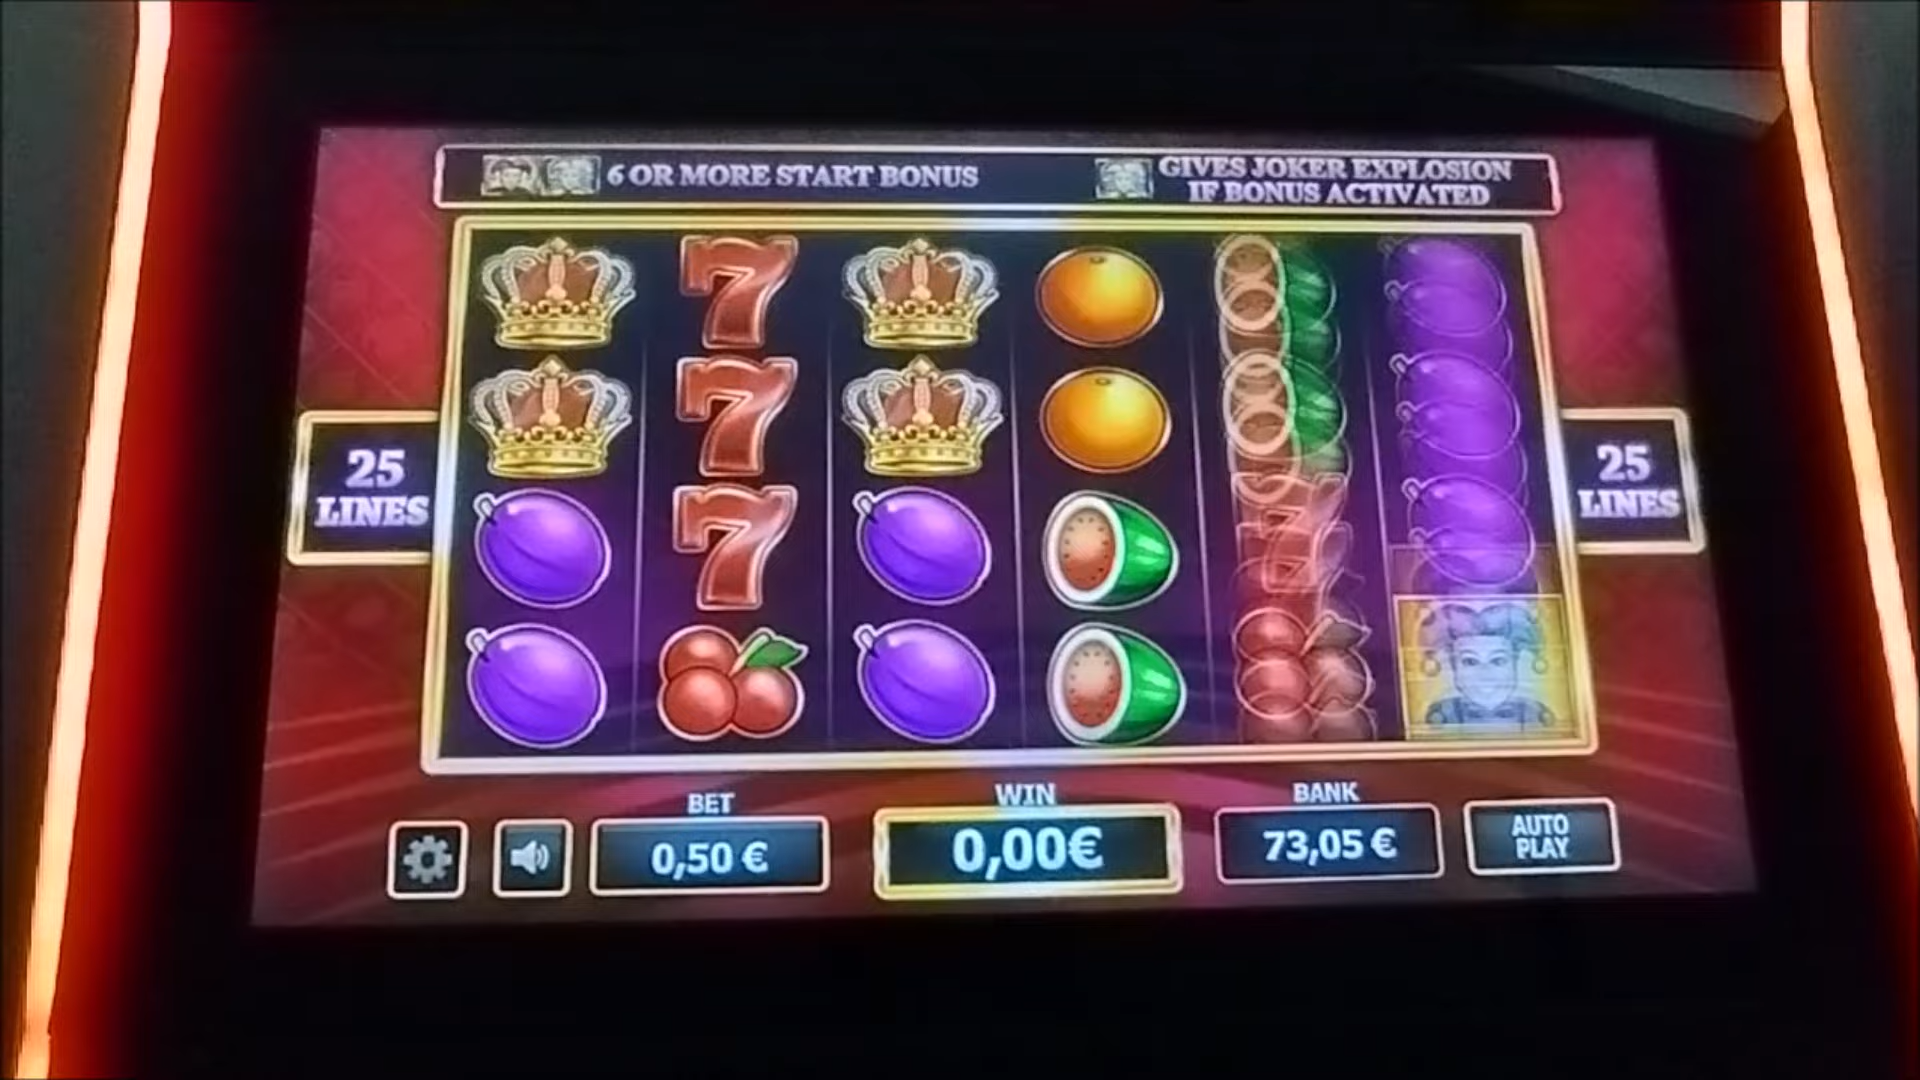 6 OR MORE START BONUS
GIVES JOKER EXPLOSION
IF BONUS ACTIVATED
25
LINES
25
LINES
BET
0,50 €
WIN
0,00€
BANK
73,05 €
AUTO
PLAY